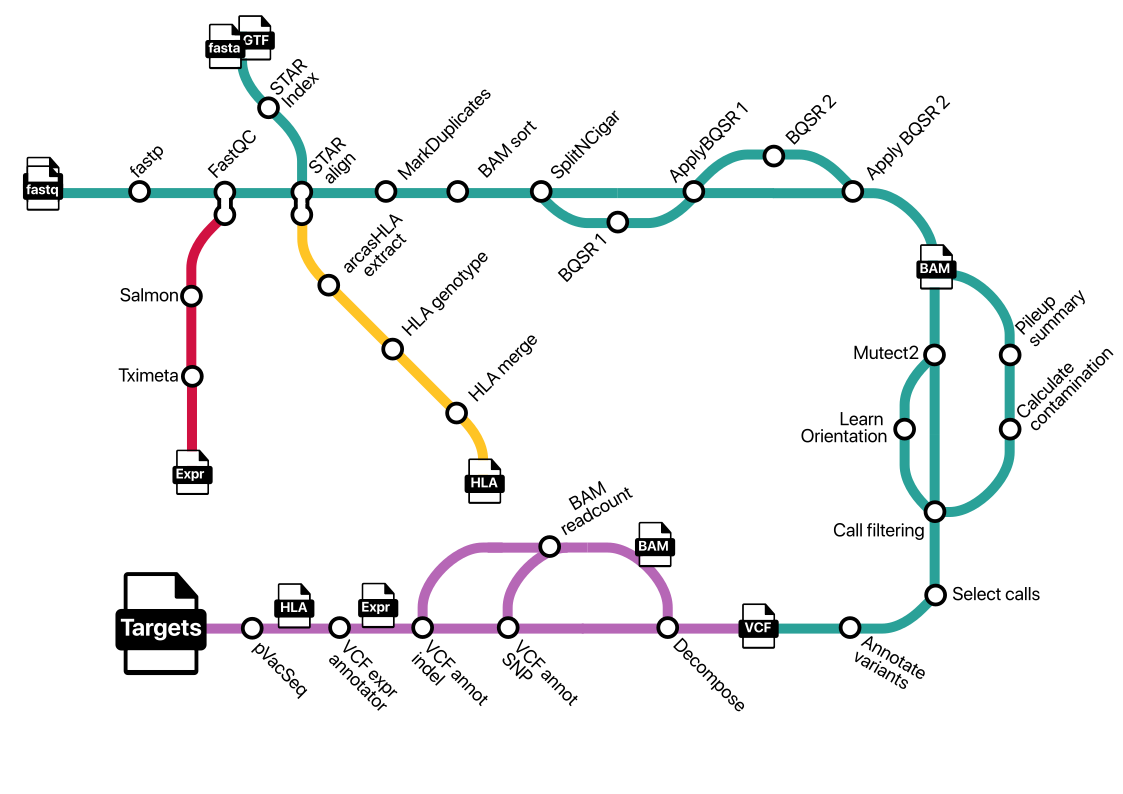 fasta
GTF
STAR
Index
fastq
fastp
FastQC
STAR
align
MarkDuplicates
BAM sort
SplitNCigar
BQSR 1
ApplyBQSR 1
BQSR 2
Apply BQSR 2
arcasHLA
extract
HLA genotype
HLA merge
HLA
Salmon
Tximeta
Expr
BAM
Mutect2
Pileup
summary
Learn
Orientation
Calculate
contamination
Call filtering
Select calls
Annotate
variants
VCF
Decompose
BAM
BAM
readcount
VCF annot
SNP
VCF annot
indel
Expr
VCF expr
annotator
HLA
pVacSeq
Targets